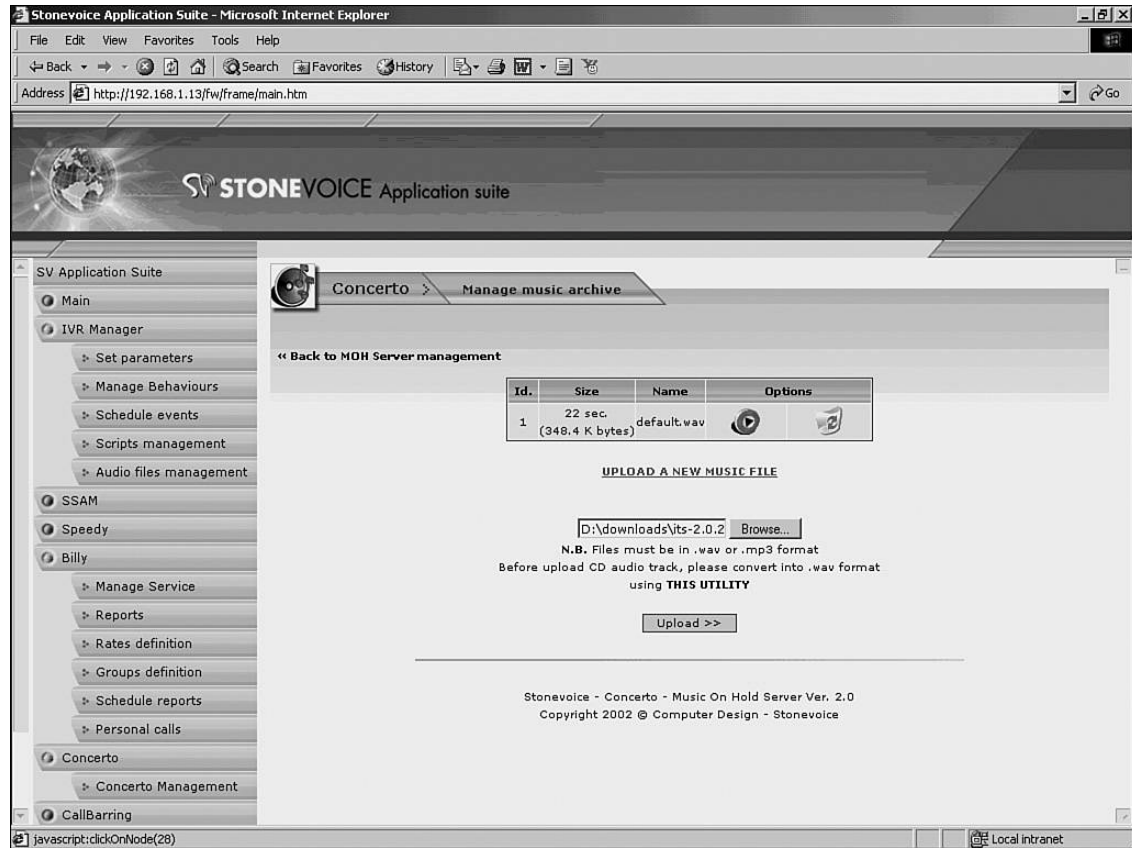 Stonevoice Application Suite - Microsoft Internet Explorer
File Edit View Favorites Tools Help
Back Search Favorites History
Address http://192.168.1.13/fw/frame/main.htm Go
STONEVOICE Application suite
SV Application Suite
Main
IVR Manager
Set parameters
Manage Behaviours
Schedule events
Scripts management
Audio files management
SSAM
Speedy
Billy
Manage Service
Reports
Rates definition
Groups definition
Schedule reports
Personal calls
Concerto
Concerto Management
CallBarring
Concerto > Manage music archive
‹‹ Back to MOH Server management
Id. Size Name Options
1 22 sec. (348.4 K bytes) default.wav
UPLOAD A NEW MUSIC FILE
D:\downloads\its-2.0.2 Browse...
N.B. Files must be in .wav or .mp3 format
Before upload CD audio track, please convert into .wav format
using THIS UTILITY
Upload >>
Stonevoice - Concerto - Music On Hold Server Ver. 2.0
Copyright 2002 © Computer Design - Stonevoice
javascript:clickOnNode(28) Local intranet